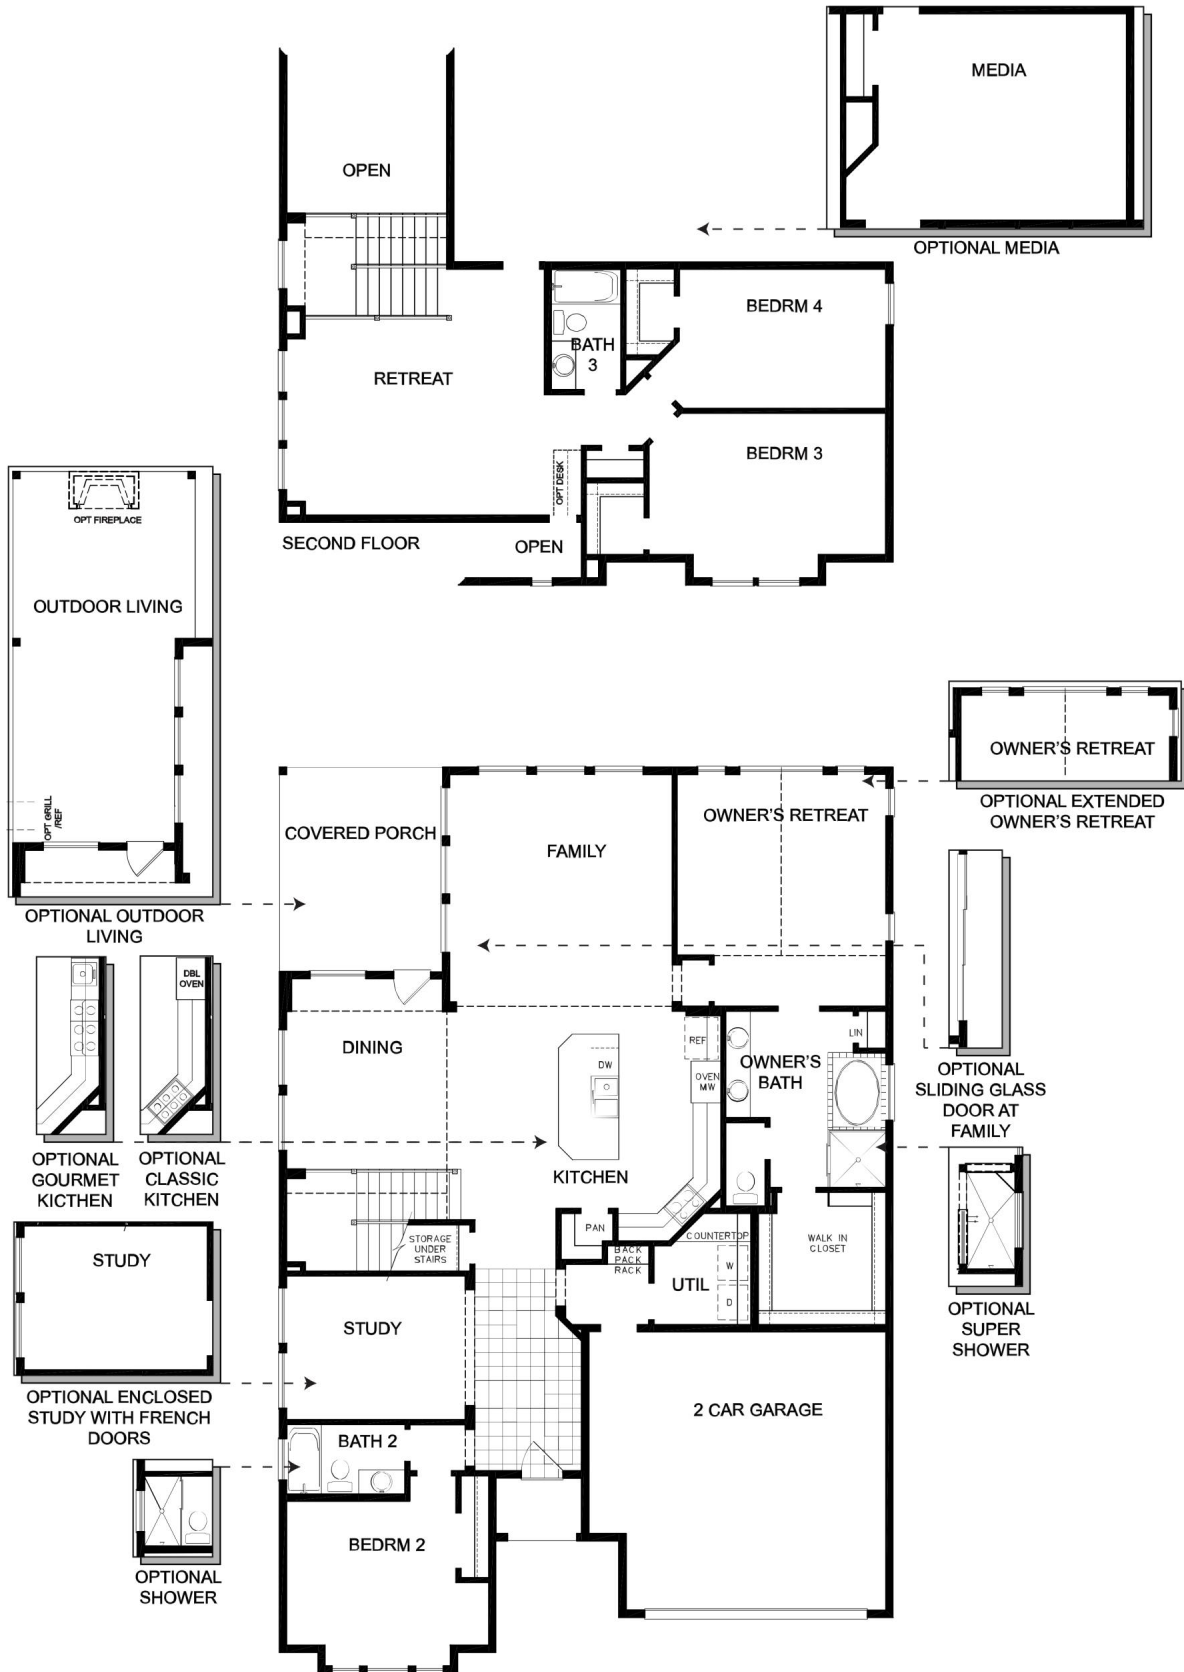 MEDIA
OPEN
OPTIONAL MEDIA
BEDRM 4
BATH
3
RETREAT
BEDRM 3
OPT DESK
SECOND FLOOR
OPEN
OPT FIREPLACE
OUTDOOR LIVING
OPT GRILL
/REF
OPTIONAL OUTDOOR
LIVING
OWNER'S RETREAT
OPTIONAL EXTENDED
OWNER'S RETREAT
COVERED PORCH
FAMILY
OWNER'S RETREAT
DBL
OVEN
OPTIONAL
GOURMET
KICTHEN
OPTIONAL
CLASSIC
KITCHEN
DINING
DW
REF
OVEN
MW
KITCHEN
OWNER'S
BATH
LIN
OPTIONAL
SLIDING GLASS
DOOR AT
FAMILY
STORAGE
UNDER
STAIRS
PAN
BACK
PACK
RACK
COUNTERTOP
UTIL
W
D
WALK IN
CLOSET
OPTIONAL
SUPER
SHOWER
STUDY
OPTIONAL ENCLOSED
STUDY WITH FRENCH
DOORS
STUDY
2 CAR GARAGE
BATH 2
OPTIONAL
SHOWER
BEDRM 2